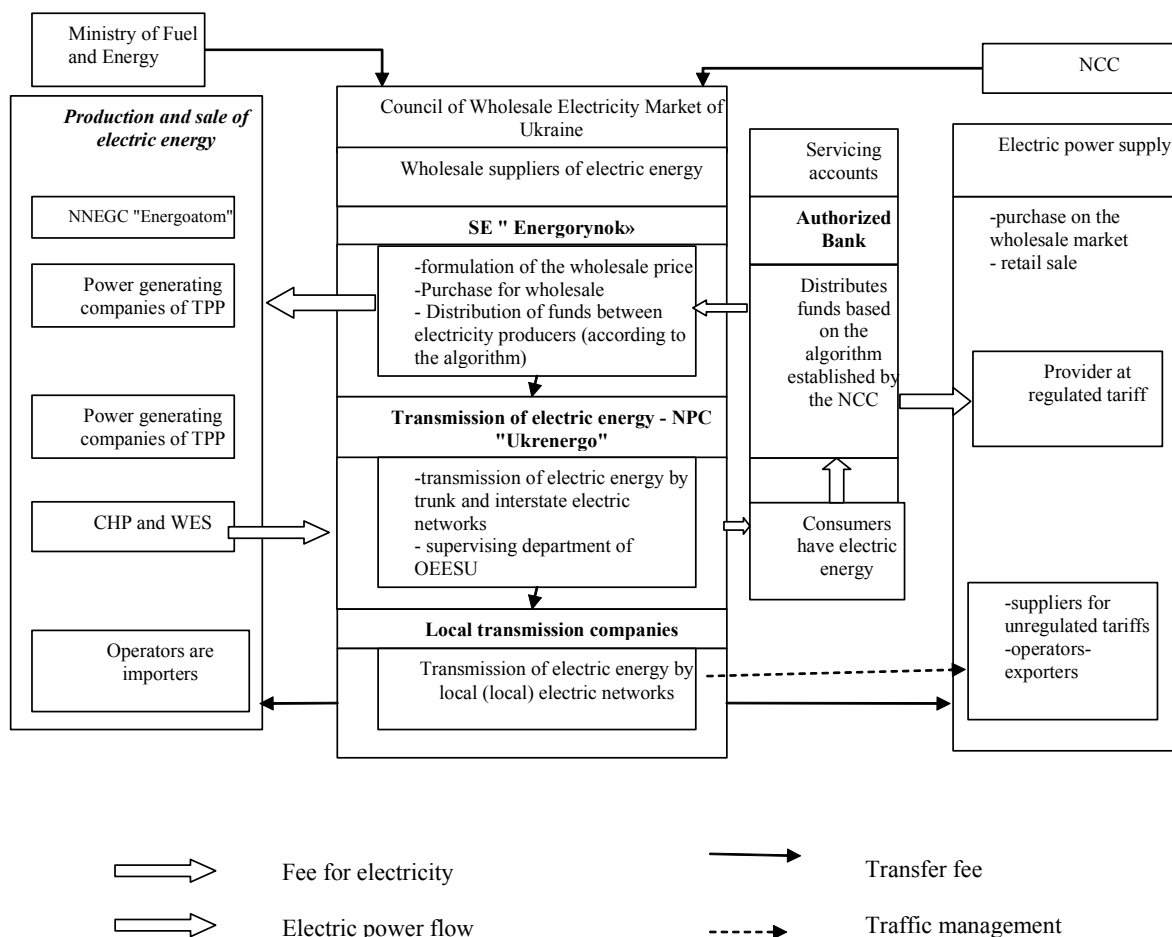 Ministry of Fuel
and Energy
NCC
Production and sale of
electric energy
NNEGC "Energoatom"
Power generating
companies of TPP
Power generating
companies of TPP
CHP and WES
Operators are
importers
Council of Wholesale Electricity Market of
Ukraine
Wholesale suppliers of electric energy
SE " Energorynok»
-formulation of the wholesale price
-Purchase for wholesale
- Distribution of funds between
electricity producers (according to
the algorithm)
Transmission of electric energy - NPC
"Ukrenergo"
-transmission of electric energy by
trunk and interstate electric
networks
- supervising department of
OEESU
Local transmission companies
Transmission of electric energy by
local (local) electric networks
Servicing
accounts
Authorized
Bank
Distributes
funds based
on the
algorithm
established by
the NCC
Consumers
have electric
energy
Electric power supply
-purchase on the
wholesale market
- retail sale
Provider at
regulated tariff
-suppliers for
unregulated tariffs
-operators-
exporters
Fee for electricity
Transfer fee
Electric power flow
Traffic management